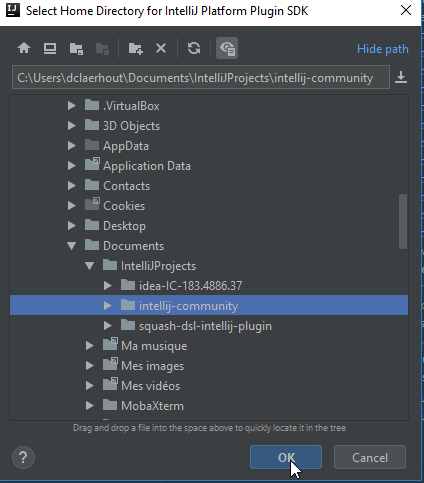 IJ Select Home Directory for IntelliJ Platform Plugin SDK
Hide path
C:\Users\dclaerhout\Documents\IntelliJProjects\intellij-community
.VirtualBox
3D Objects
AppData
Application Data
Contacts
Cookies
Desktop
Documents
IntelliJProjects
idea-IC-183.4886.37
intellij-community
squash-dsl-intellij-plugin
Ma musique
Mes images
Mes vidéos
MobaXterm
Drag and drop a file into the space above to quickly locate it in the tree
?
OK
Cancel